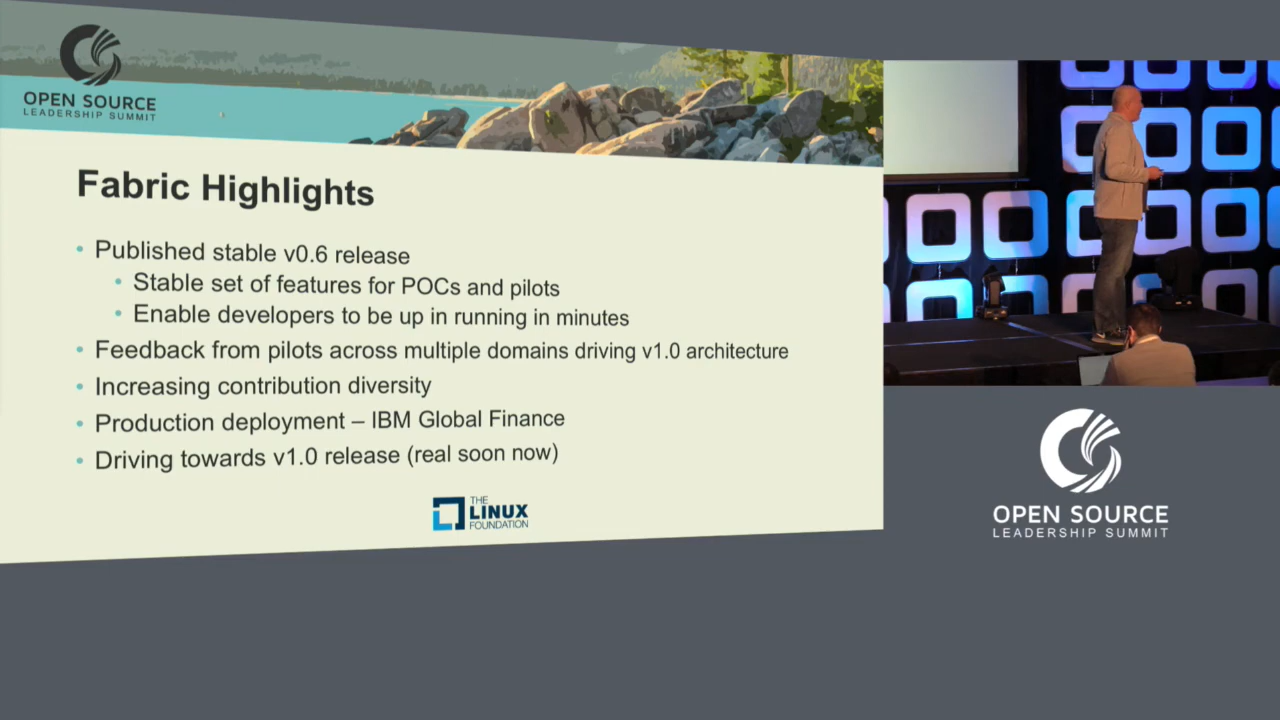 OPEN SOURCE
LEADERSHIP SUMMIT
Fabric Highlights
• Published stable v0.6 release
• Stable set of features for POCs and pilots
• Enable developers to be up in running in minutes
• Feedback from pilots across multiple domains driving v1.0 architecture
• Increasing contribution diversity
• Production deployment – IBM Global Finance
• Driving towards v1.0 release (real soon now)
THE
LINUX
FOUNDATION
OPEN SOURCE
LEADERSHIP SUMMIT